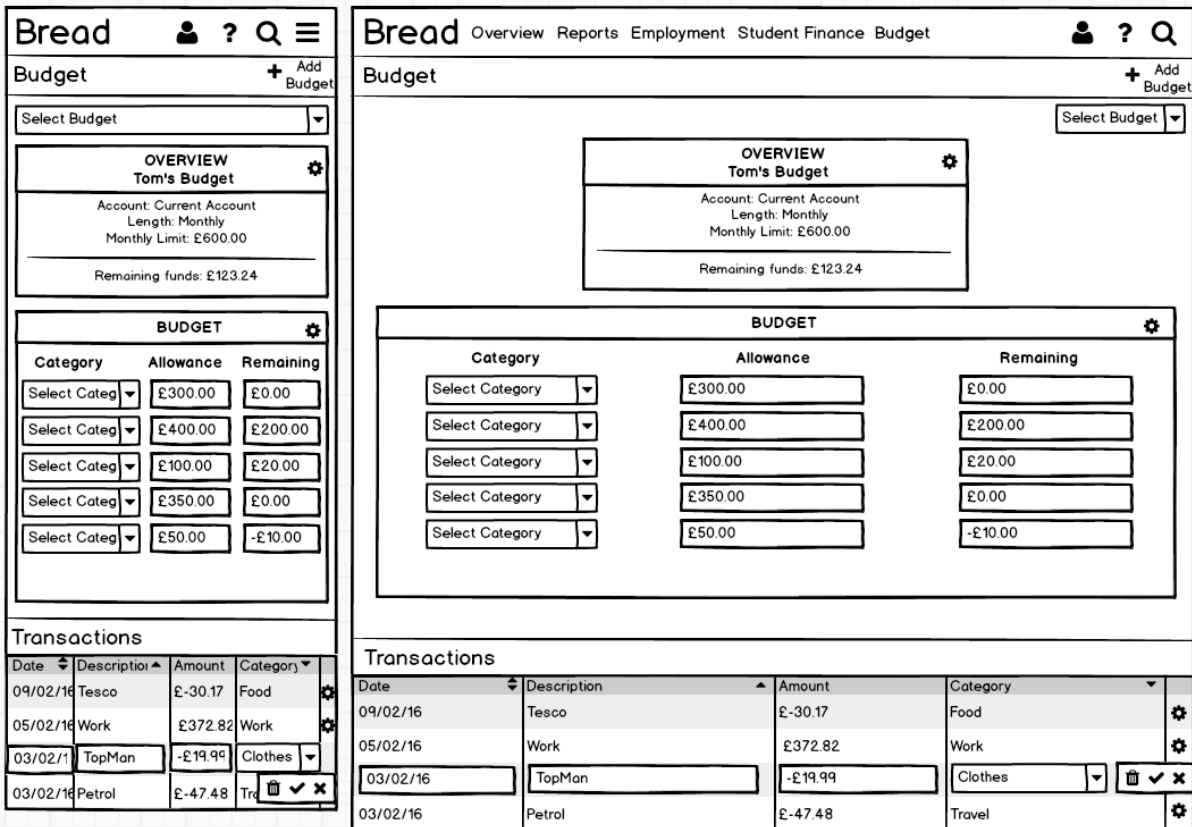 Bread ?
Budget + Add
Budget
Select Budget
OVERVIEW
Tom's Budget
Account: Current Account
Length: Monthly
Monthly Limit: £600.00
Remaining funds: £123.24
BUDGET
Category Allowance Remaining
Select Categ £300.00 £0.00
Select Categ £400.00 £200.00
Select Categ £100.00 £20.00
Select Categ £350.00 £0.00
Select Categ £50.00 -£10.00
Transactions
Date Description Amount Category
09/02/16 Tesco £-30.17 Food
05/02/16 Work £372.82 Work
03/02/1 TopMan -£19.99 Clothes
03/02/16 Petrol £-47.48 Tra
Bread Overview Reports Employment Student Finance Budget ?
Budget + Add
Budget
Select Budget
OVERVIEW
Tom's Budget
Account: Current Account
Length: Monthly
Monthly Limit: £600.00
Remaining funds: £123.24
BUDGET
Category Allowance Remaining
Select Category £300.00 £0.00
Select Category £400.00 £200.00
Select Category £100.00 £20.00
Select Category £350.00 £0.00
Select Category £50.00 -£10.00
Transactions
Date Description Amount Category
09/02/16 Tesco £-30.17 Food
05/02/16 Work £372.82 Work
03/02/16 TopMan -£19.99 Clothes
03/02/16 Petrol £-47.48 Travel